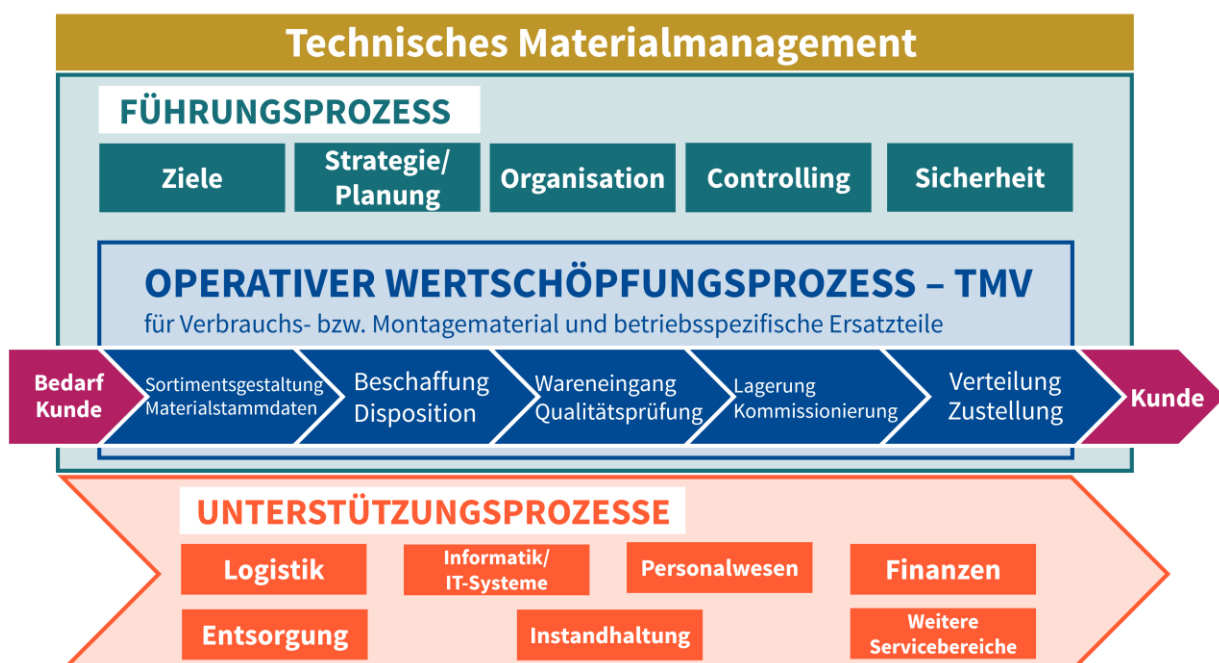 Technisches Materialmanagement
FÜHRUNGSPROZESS
Ziele
Strategie/
Planung
Organisation
Controlling
Sicherheit
OPERATIVER WERTSCHÖPFUNGSPROZESS – TMV
für Verbrauchs- bzw. Montagematerial und betriebsspezifische Ersatzteile
Bedarf
Kunde
Sortimentsgestaltung
Materialstammdaten
Beschaffung
Disposition
Wareneingang
Qualitätsprüfung
Lagerung
Kommissionierung
Verteilung
Zustellung
Kunde
UNTERSTÜTZUNGSPROZESSE
Logistik
Informatik/
IT-Systeme
Personalwesen
Finanzen
Entsorgung
Instandhaltung
Weitere
Servicebereiche